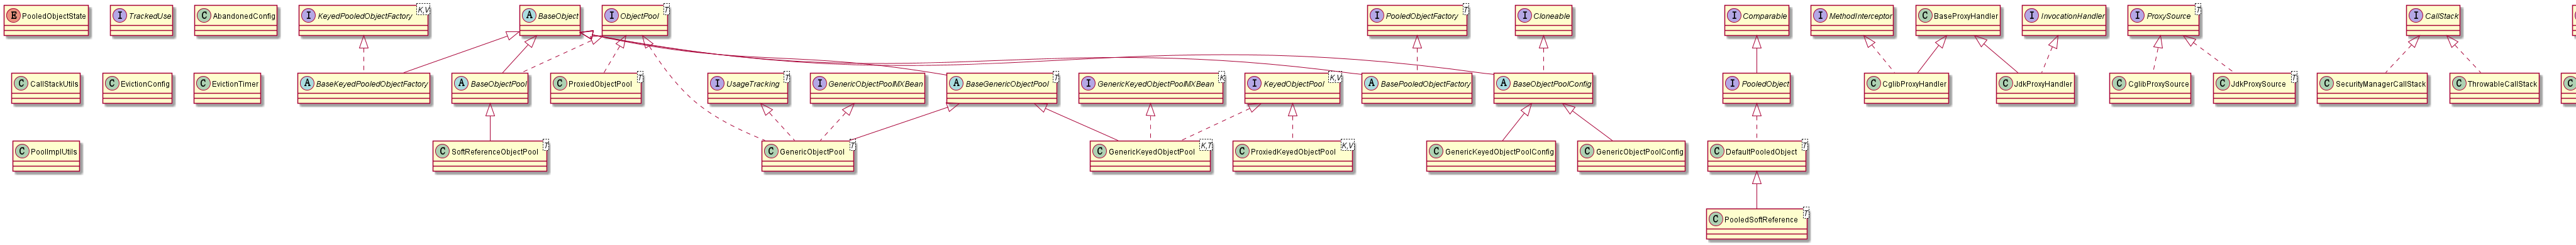 E PooledObjectState
I TrackedUse
C AbandonedConfig
I KeyedPooledObjectFactory K,V
A BaseObject
I ObjectPool T
I PooledObjectFactory T
I Cloneable
I Comparable
I MethodInterceptor
C BaseProxyHandler
I InvocationHandler
I ProxySource T
I CallStack
C CallStackUtils
C EvictionConfig
C EvictionTimer
A BaseKeyedPooledObjectFactory
A BaseObjectPool
C ProxiedObjectPool T
I UsageTracking T
I GenericObjectPoolMXBean
A BaseGenericObjectPool T
I GenericKeyedObjectPoolMXBean K
I KeyedObjectPool K,V
A BasePooledObjectFactory
A BaseObjectPoolConfig
I PooledObject
C CglibProxyHandler
C JdkProxyHandler
C CglibProxySource
C JdkProxySource T
C SecurityManagerCallStack
C ThrowableCallStack
C
C PoolImplUtils
C SoftReferenceObjectPool T
C GenericObjectPool T
C GenericKeyedObjectPool K,T
C ProxiedKeyedObjectPool K,V
C GenericKeyedObjectPoolConfig
C GenericObjectPoolConfig
C DefaultPooledObject T
C PooledSoftReference T